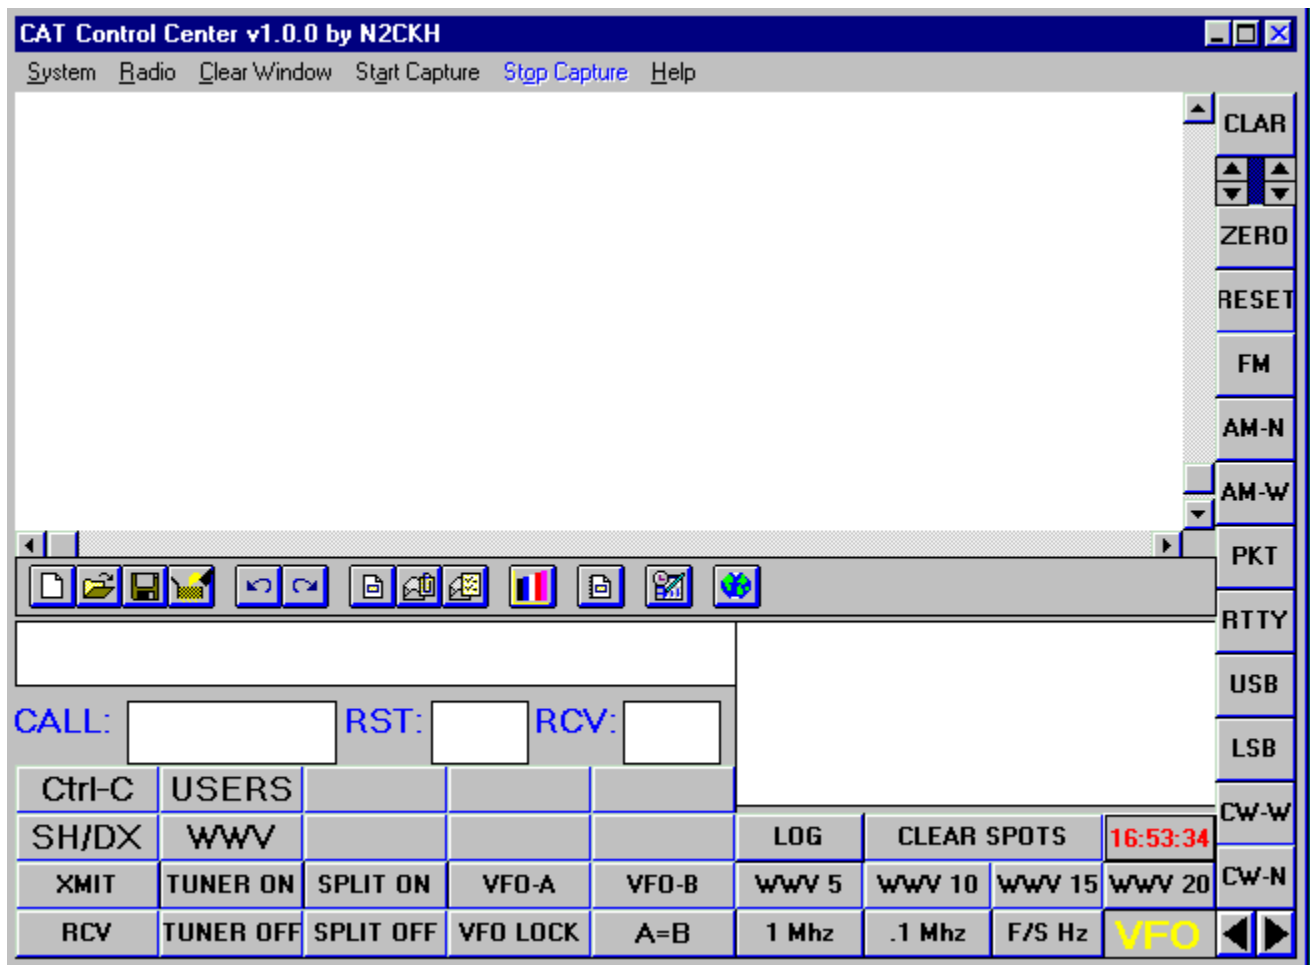 CAT Control Center v1.0.0 by N2CKH
System Radio Clear Window Start Capture Stop Capture Help
CLAR
ZERO
RESET
FM
AM-N
AM-W
PKT
RTTY
USB
LSB
CW-W
CW-N
CALL: RST: RCV:
Ctrl-C USERS
SH/DX WWV LOG CLEAR SPOTS 16:53:34
XMIT TUNER ON SPLIT ON VFO-A VFO-B WWV 5 WWV 10 WWV 15 WWV 20
RCV TUNER OFF SPLIT OFF VFO LOCK A=B 1 Mhz .1 Mhz F/S Hz VFO